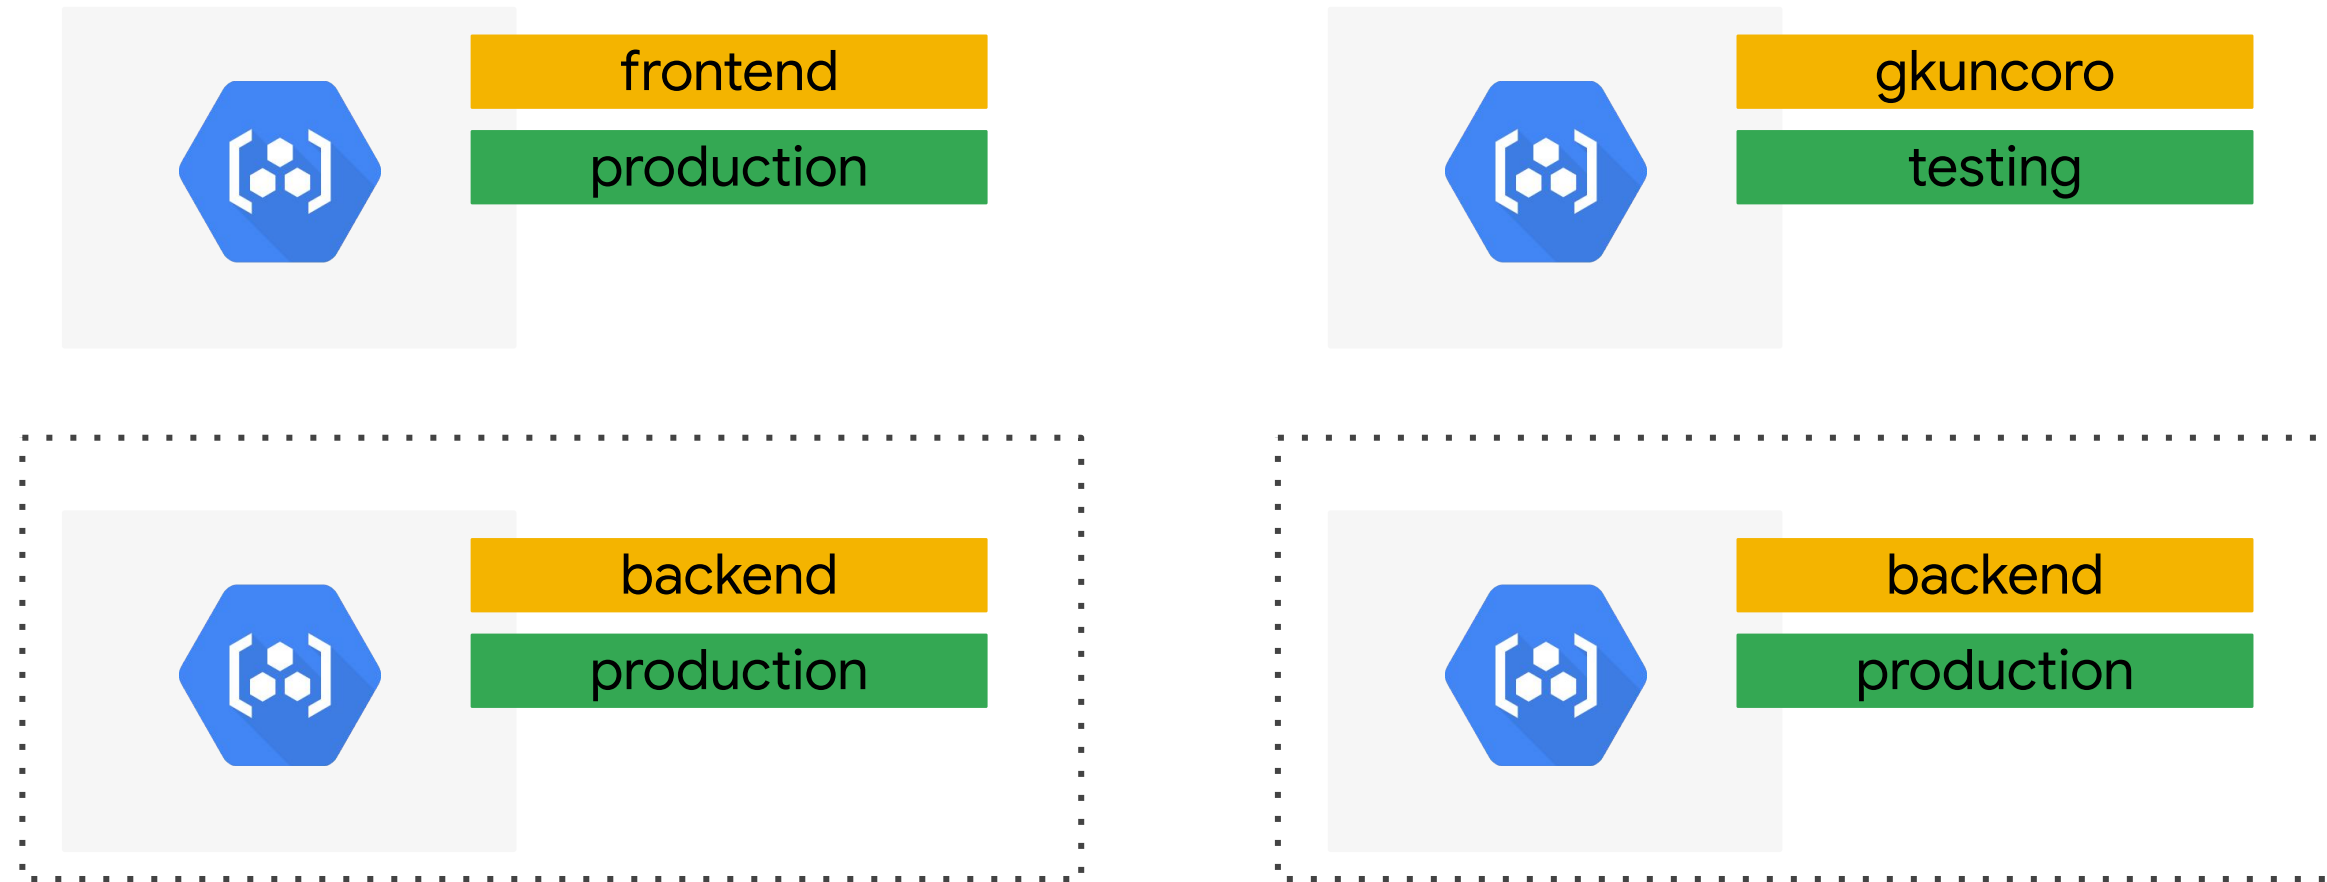 frontend
production
gkuncoro
testing
backend
production
backend
production